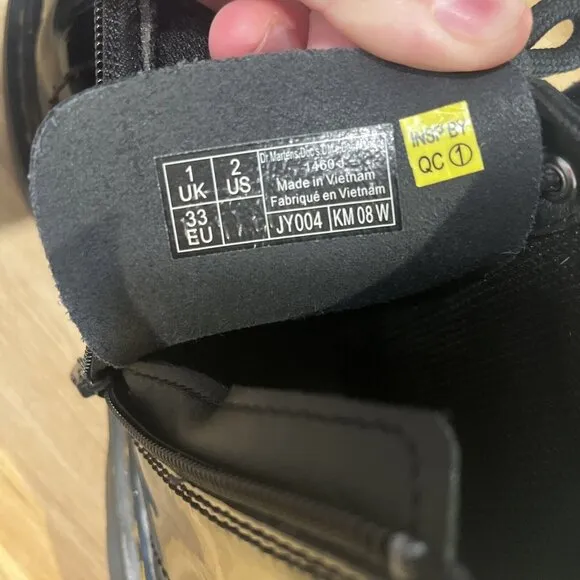 1
UK
2
US
33
EU
Dr. Martens, Doc's,
1460 J
Made in Vietnam
Fabriqué en Vietnam
JY004
KM 08 W
INSP BY
QC 1